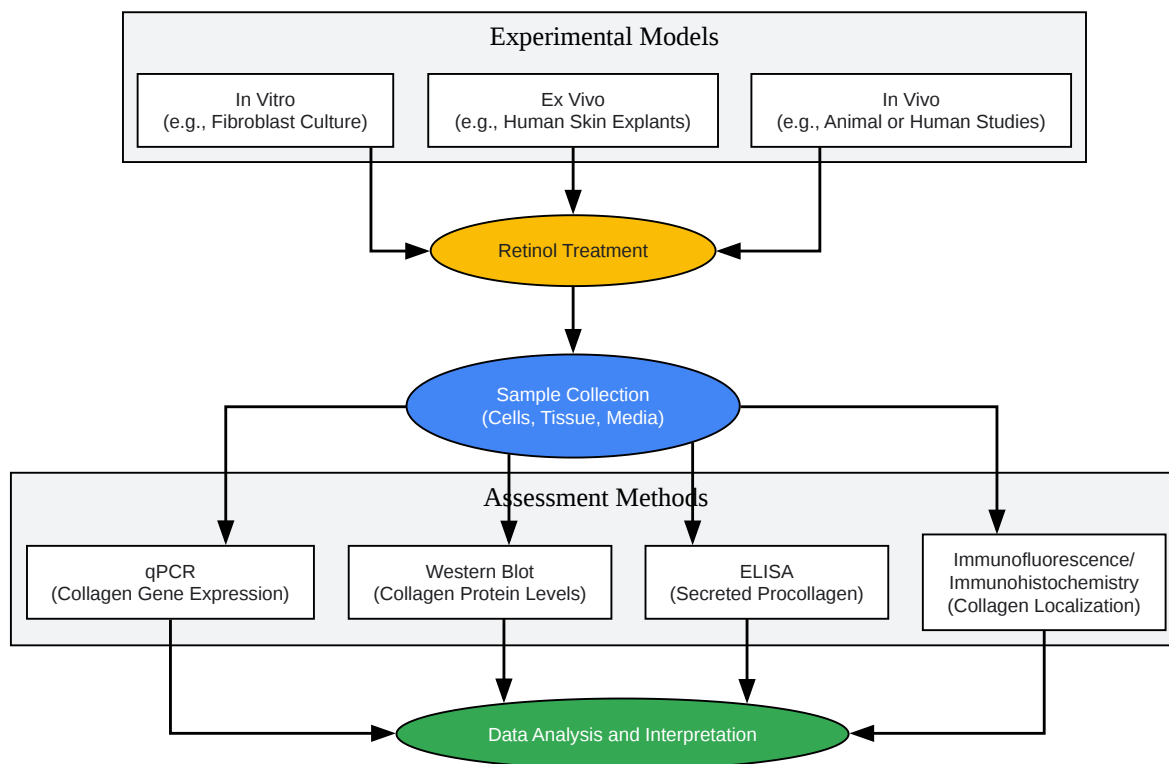 Experimental Models
In Vitro
(e.g., Fibroblast Culture)
Ex Vivo
(e.g., Human Skin Explants)
In Vivo
(e.g., Animal or Human Studies)
Retinol Treatment
Sample Collection
(Cells, Tissue, Media)
Assessment Methods
qPCR
(Collagen Gene Expression)
Western Blot
(Collagen Protein Levels)
ELISA
(Secreted Procollagen)
Immunofluorescence/
Immunohistochemistry
(Collagen Localization)
Data Analysis and Interpretation